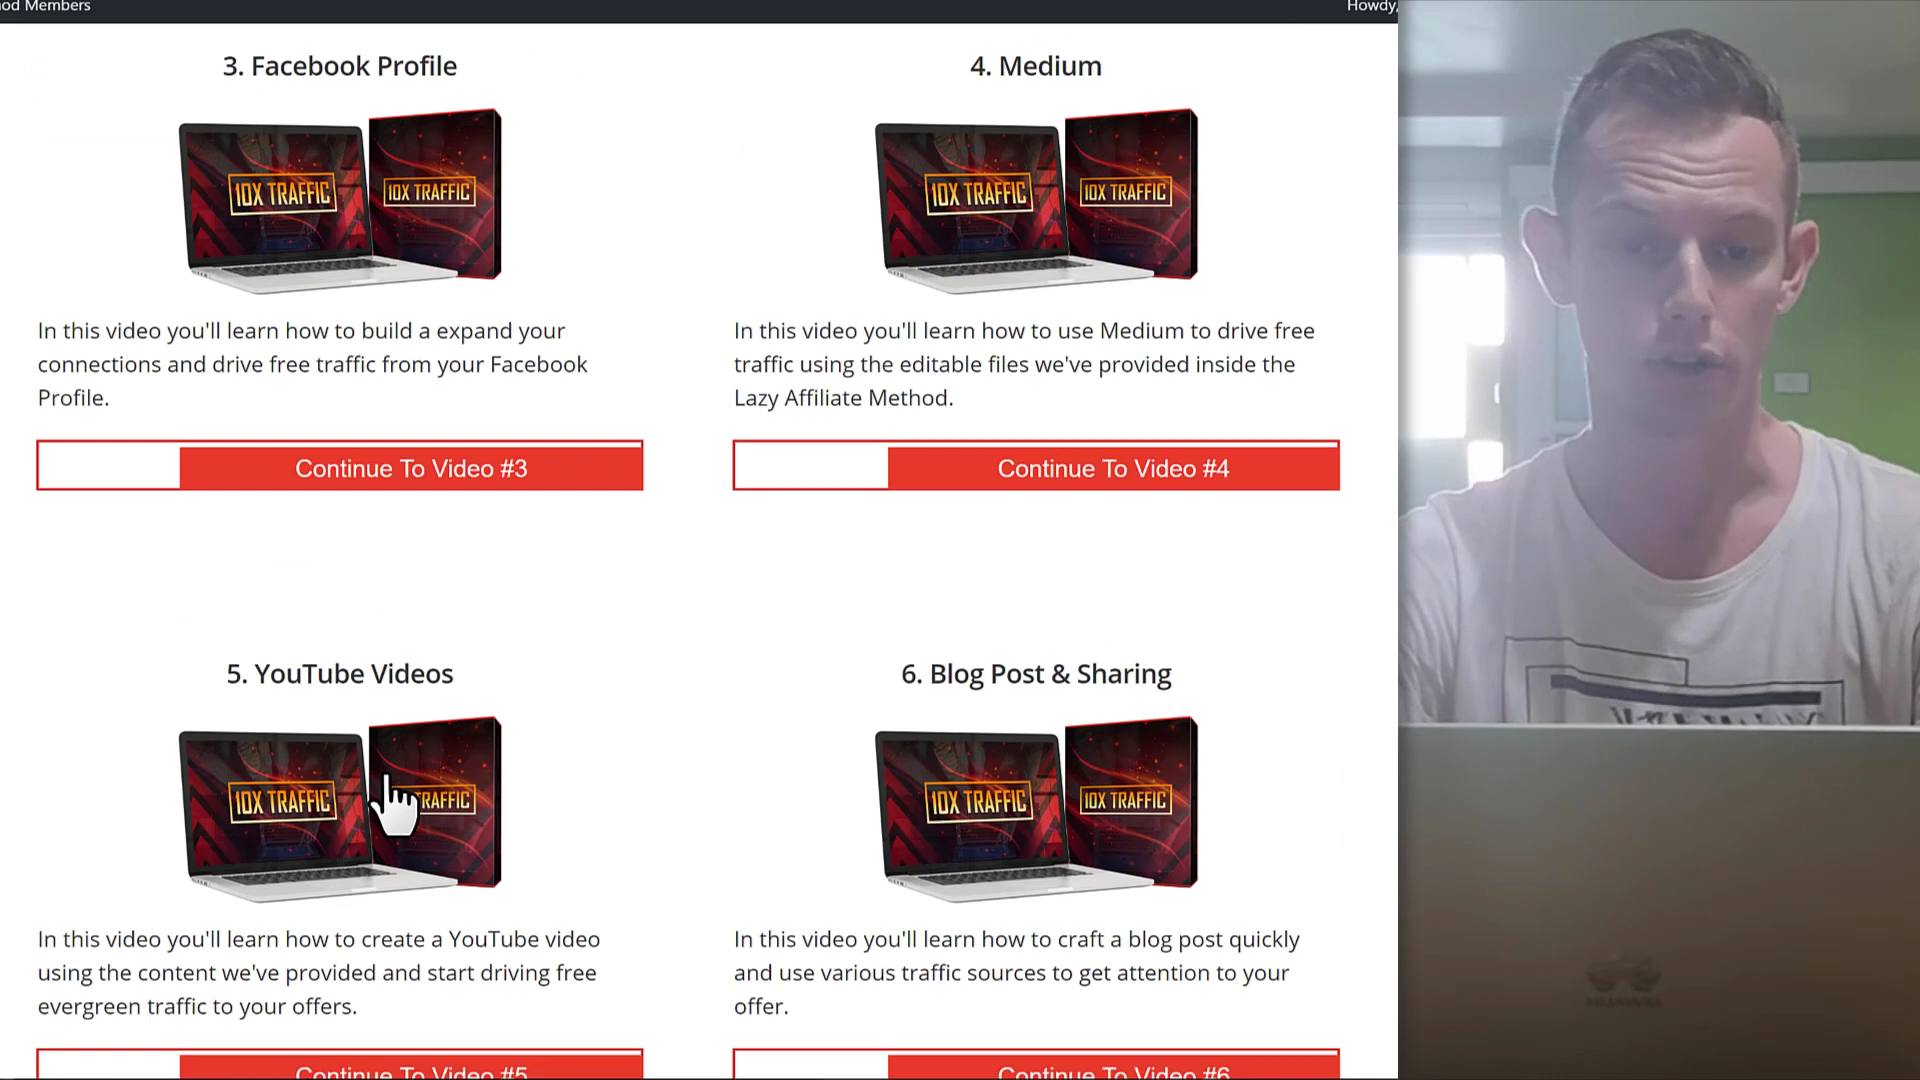 od Members
Howdy,
3. Facebook Profile
4. Medium
10X TRAFFIC
10X TRAFFIC
10X TRAFFIC
10X TRAFFIC
In this video you'll learn how to build a expand your
connections and drive free traffic from your Facebook
Profile.
In this video you'll learn how to use Medium to drive free
traffic using the editable files we've provided inside the
Lazy Affiliate Method.
Continue To Video #3
Continue To Video #4
5. YouTube Videos
6. Blog Post & Sharing
10X TRAFFIC
TRAFFIC
10X TRAFFIC
10X TRAFFIC
In this video you'll learn how to create a YouTube video
using the content we've provided and start driving free
evergreen traffic to your offers.
In this video you'll learn how to craft a blog post quickly
and use various traffic sources to get attention to your
offer.
Continue To Video #5
Continue To Video #6
HUAWEI